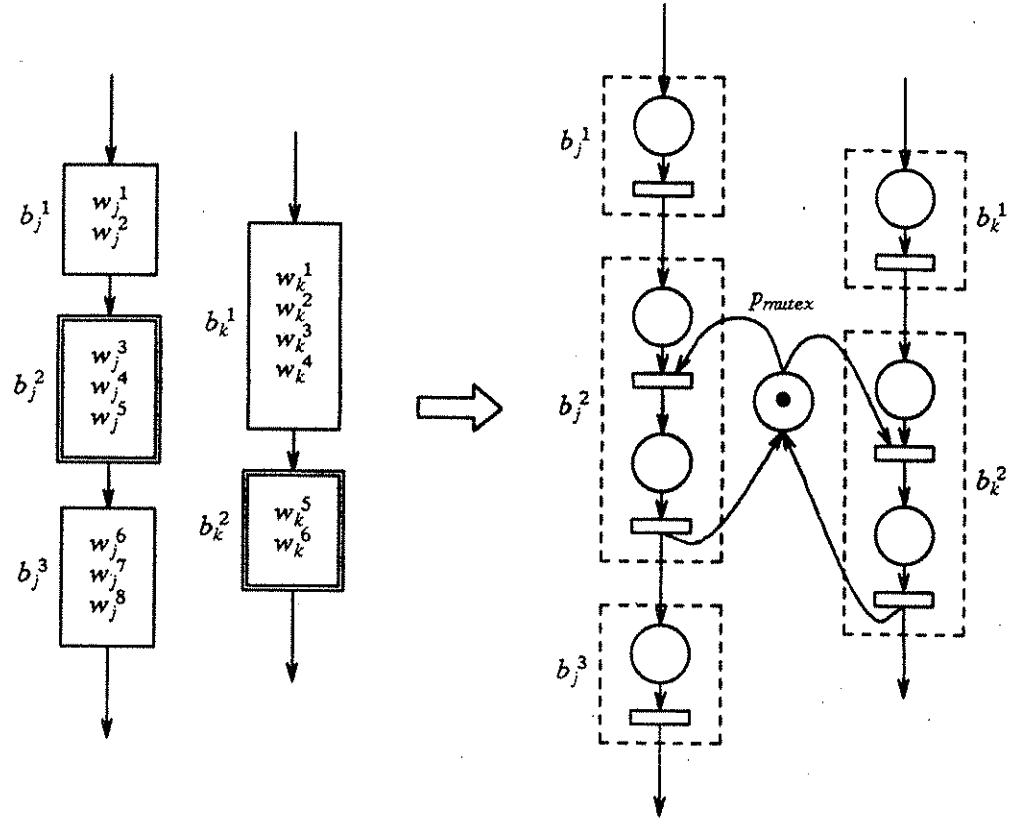 b_j^1
w_j^1
w_j^2
b_j^2
w_j^3
w_j^4
w_j^5
b_j^3
w_j^6
w_j^7
w_j^8
b_k^1
w_k^1
w_k^2
w_k^3
w_k^4
b_k^2
w_k^5
w_k^6
b_j^1
b_j^2
b_j^3
p_mutex
b_k^1
b_k^2